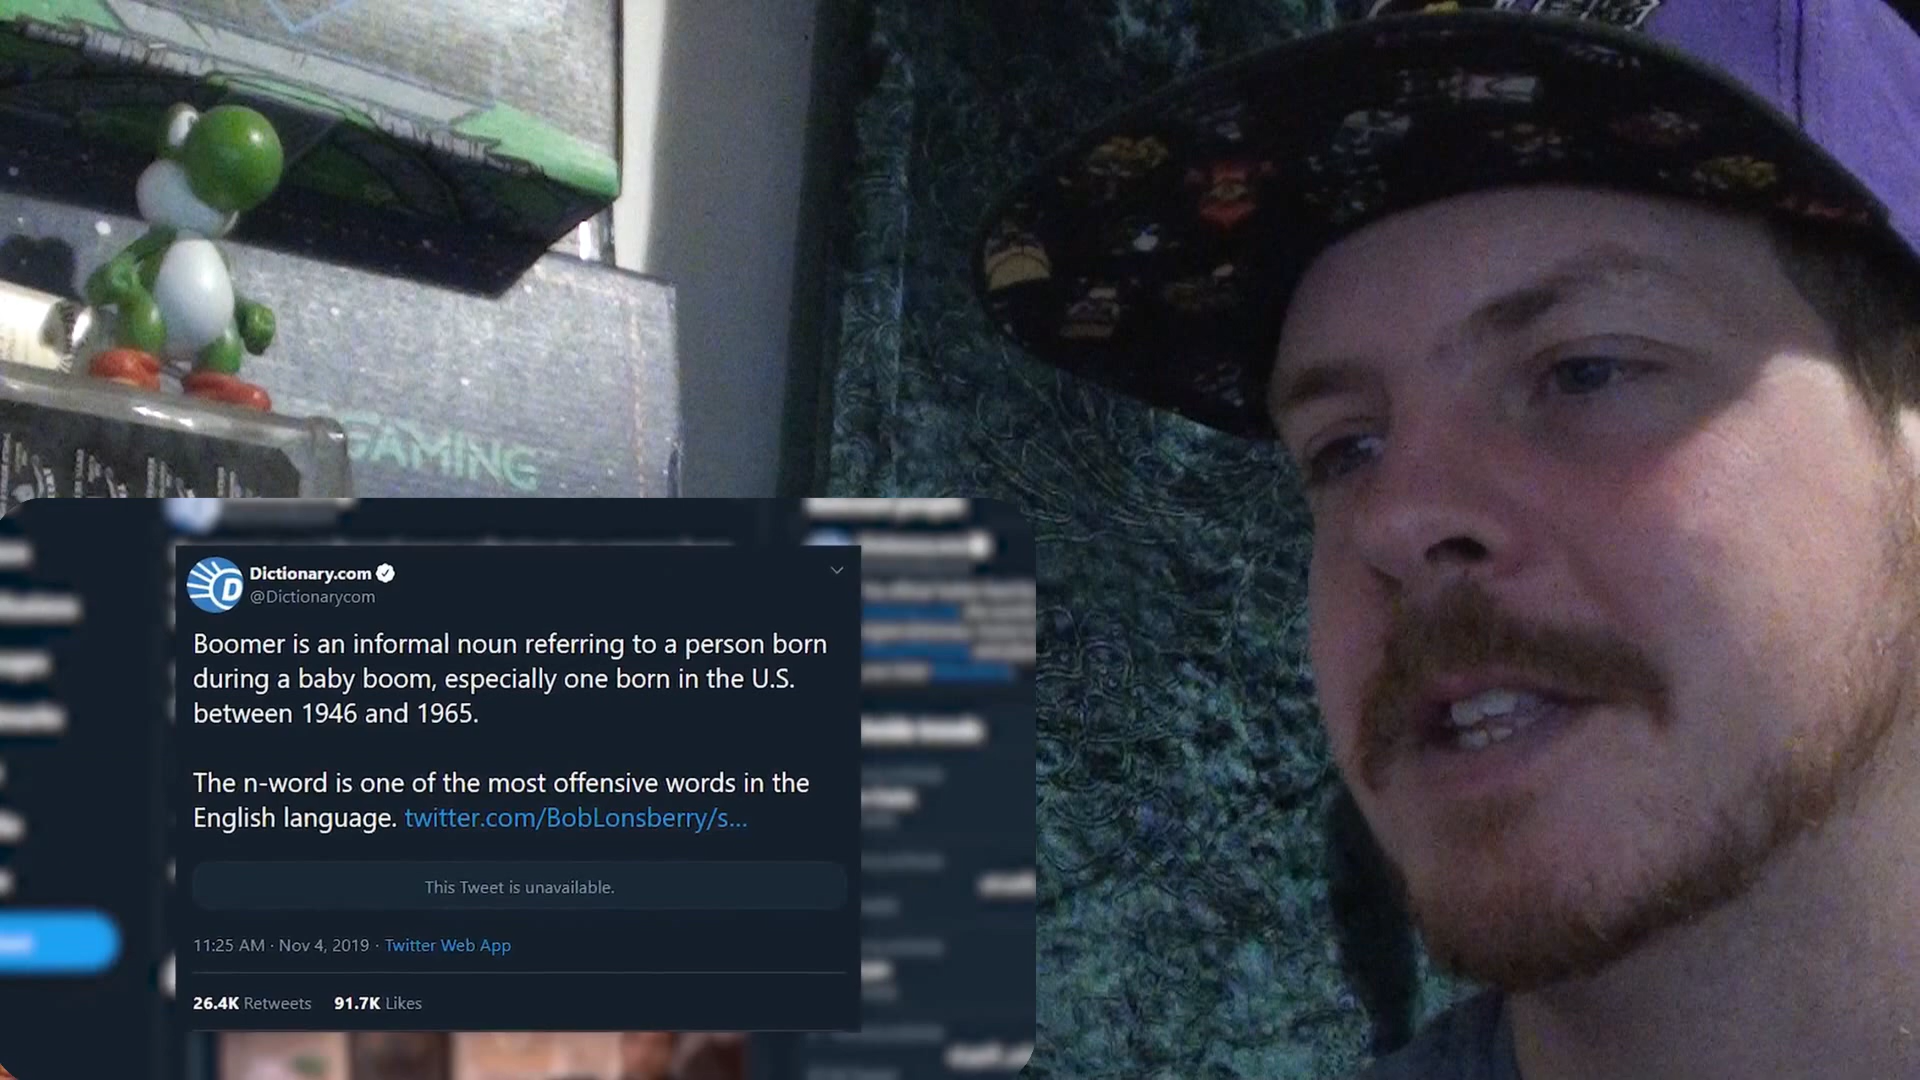 GAMING
Dictionary.com
@Dictionarycom
Boomer is an informal noun referring to a person born
during a baby boom, especially one born in the U.S.
between 1946 and 1965.
The n-word is one of the most offensive words in the
English language. twitter.com/BobLonsberry/s...
This Tweet is unavailable.
11:25 AM · Nov 4, 2019 · Twitter Web App
26.4K Retweets 91.7K Likes